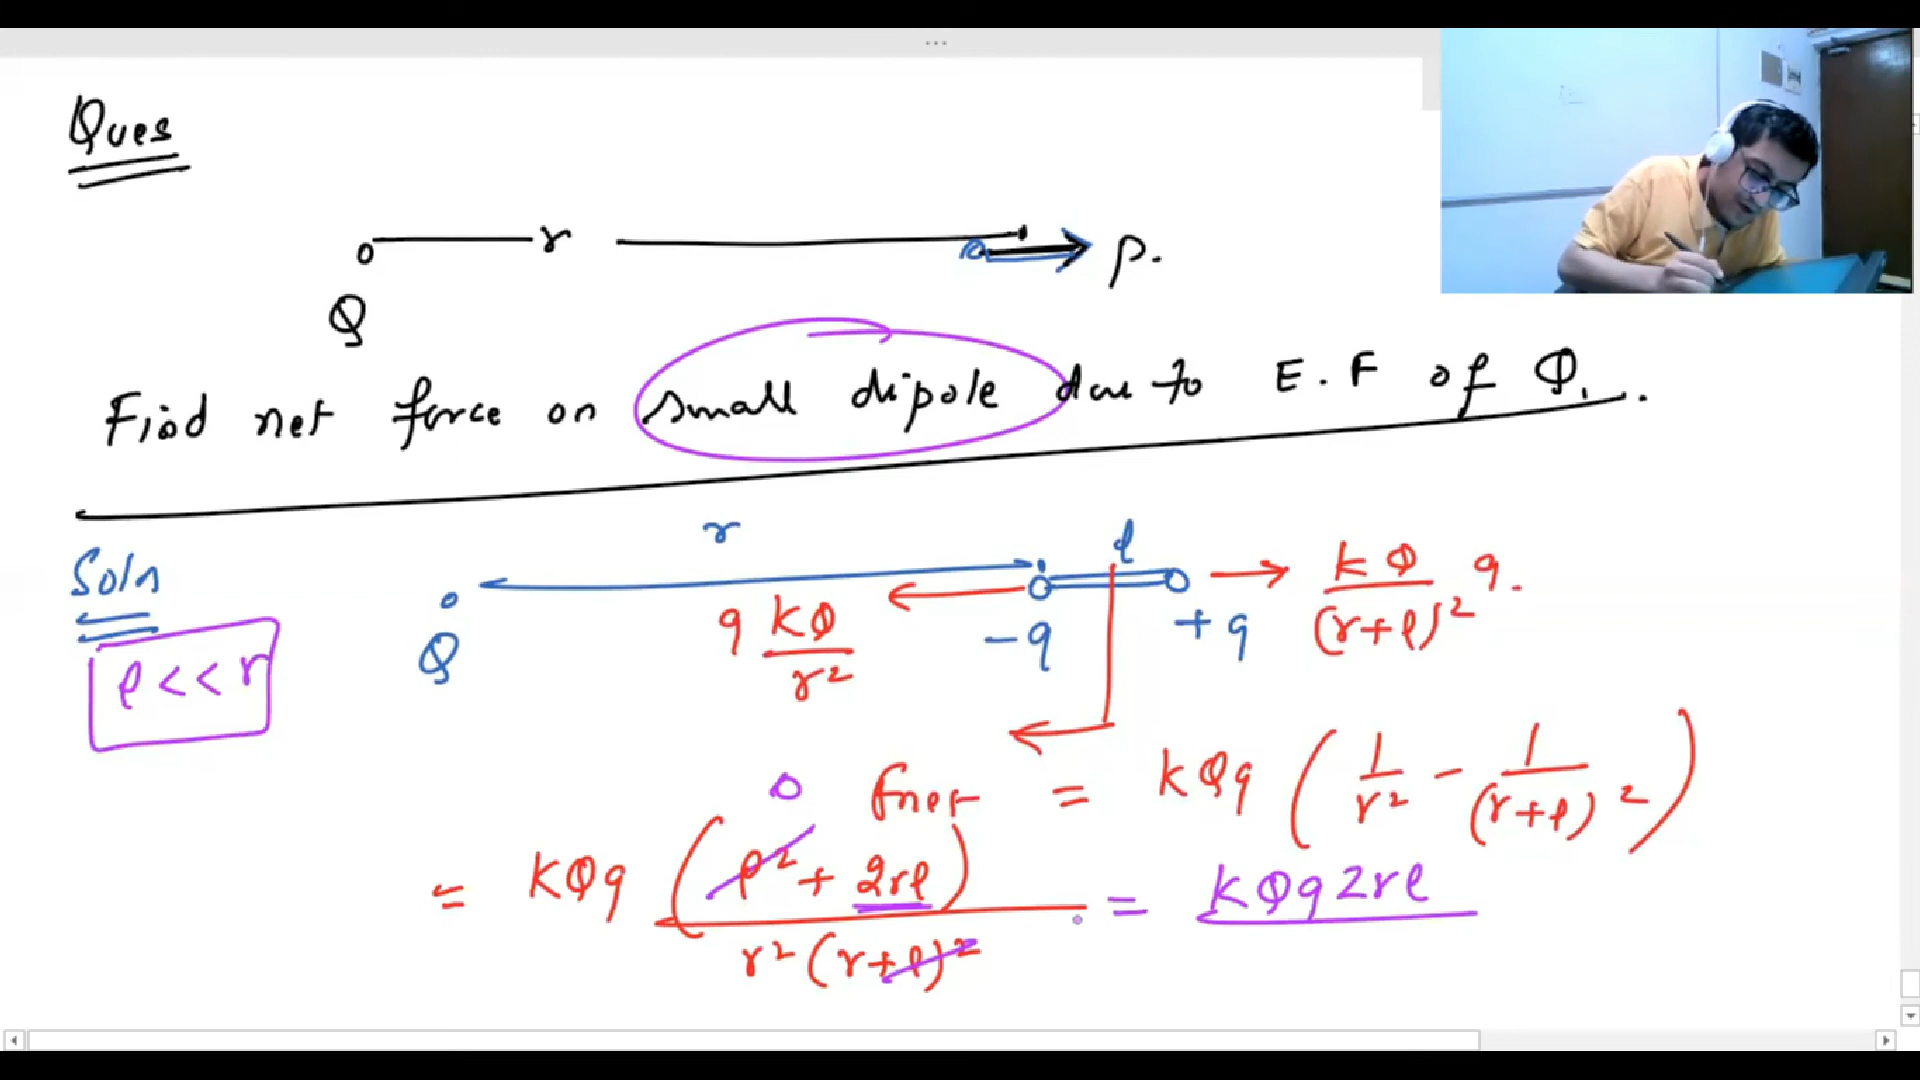 Ques
r
p.
Q
Find net force on small dipole due to E.F of Q.
Soln
r
l
kQ/(r+l)² q.
q kQ/r²
-q
+q
Q
l<<r
0
fnet = kQq (1/r² - 1/(r+l)²)
= kQq (l² + 2rl) / r²(r+l)² = kQq2rl